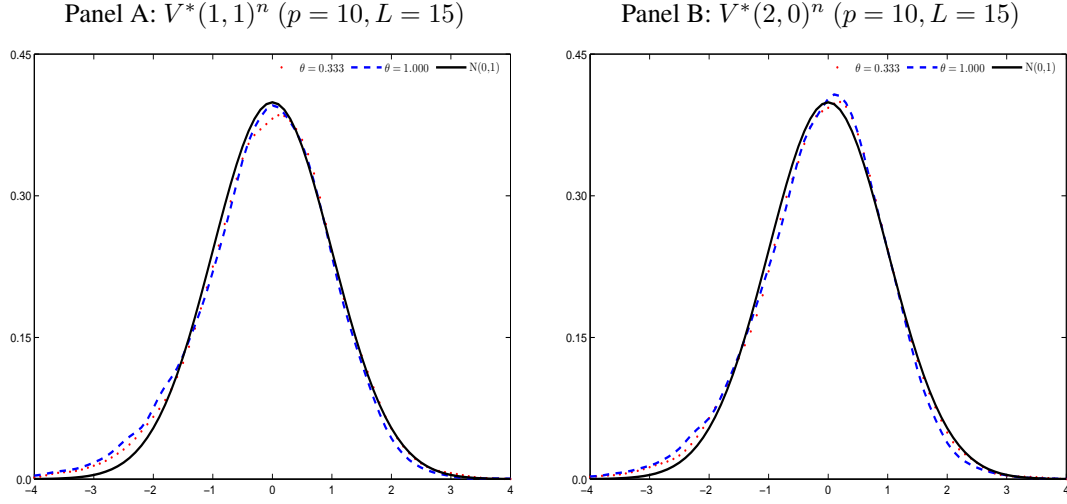 Panel A: V*(1, 1)^n (p = 10, L = 15)
0.45
0.30
0.15
0.0
−4 −3 −2 −1 0 1 2 3 4
θ = 0.333 θ = 1.000 N(0,1)
Panel B: V*(2, 0)^n (p = 10, L = 15)
0.45
0.30
0.15
0.0
−4 −3 −2 −1 0 1 2 3 4
θ = 0.333 θ = 1.000 N(0,1)